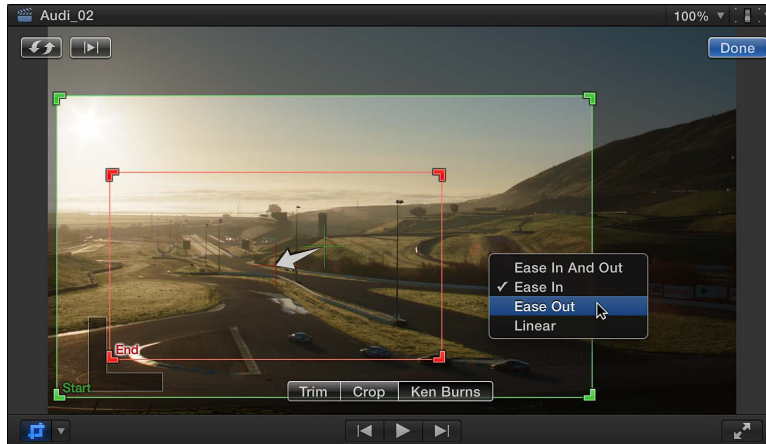 Audi_02
100%
Done
Ease In And Out
✓ Ease In
Ease Out
Linear
End
Start
Trim Crop Ken Burns